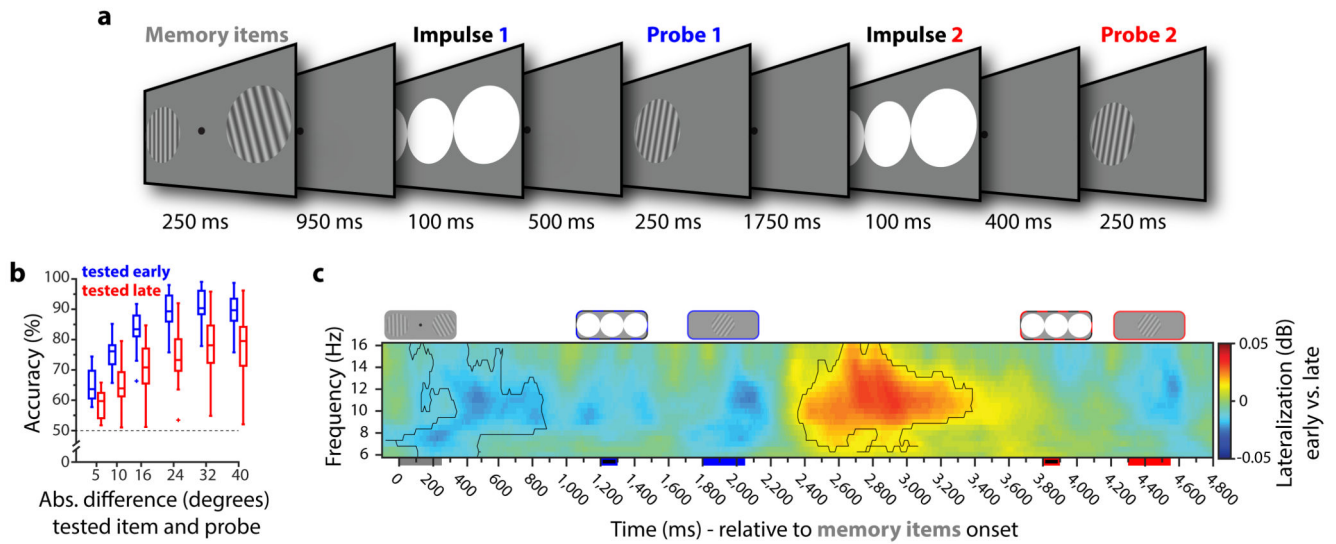 a
Memory items
Impulse 1
Probe 1
Impulse 2
Probe 2
250 ms
950 ms
100 ms
500 ms
250 ms
1750 ms
100 ms
400 ms
250 ms
b
tested early
tested late
Accuracy (%)
100
90
80
70
60
50
0
5
10
16
24
32
40
Abs. difference (degrees)
tested item and probe
c
Frequency (Hz)
16
14
12
10
8
6
0
200
400
600
800
1,000
1,200
1,400
1,600
1,800
2,000
2,200
2,400
2,600
2,800
3,000
3,200
3,400
3,600
3,800
4,000
4,200
4,400
4,600
4,800
Time (ms) - relative to memory items onset
0.05
0
-0.05
Lateralization (dB)
early vs. late